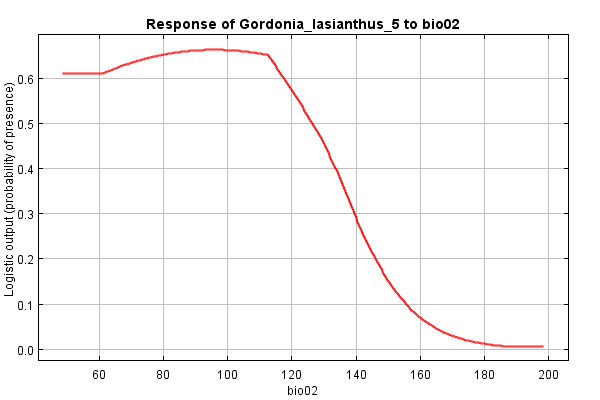 Response of Gordonia_lasianthus_5 to bio02
Logistic output (probability of presence)
0.6
0.5
0.4
0.3
0.2
0.1
0.0
60 80 100 120 140 160 180 200
bio02